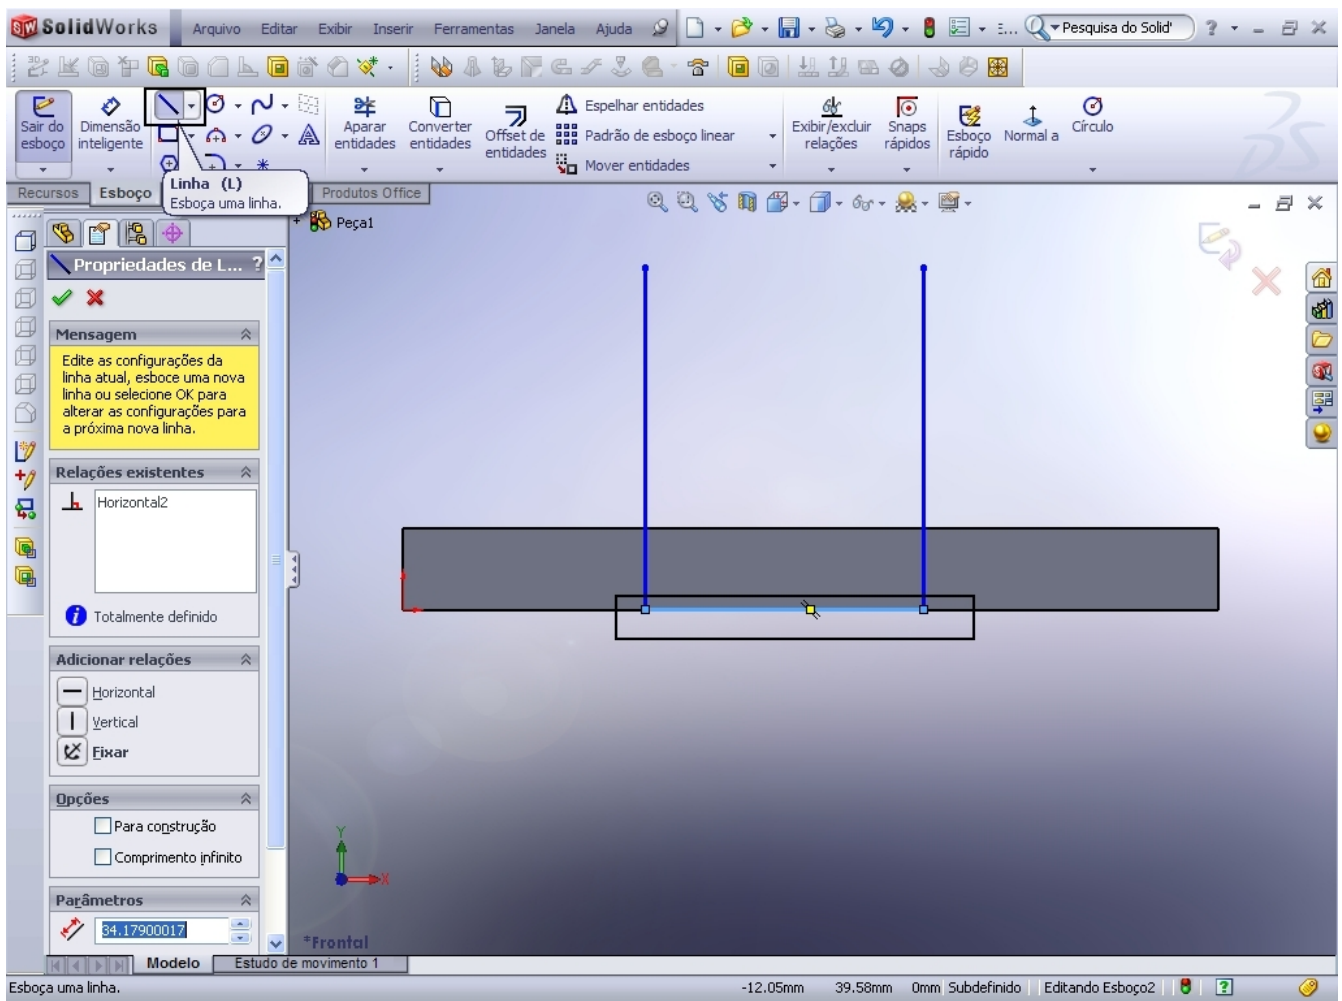 SolidWorks
Arquivo Editar Exibir Inserir Ferramentas Janela Ajuda
E... Pesquisa do Solid' ?
3D
Sair do esboço
Dimensão inteligente
Aparar entidades
Converter entidades
Offset de entidades
Espelhar entidades
Padrão de esboço linear
Mover entidades
Exibir/excluir relações
Snaps rápidos
Esboço rápido
Normal a
Círculo
Linha (L)
Esboça uma linha.
Recursos Esboço Produtos Office
Peça1
Propriedades de L... ?
Mensagem
Edite as configurações da
linha atual, esboce uma nova
linha ou selecione OK para
alterar as configurações para
a próxima nova linha.
Relações existentes
Horizontal2
Totalmente definido
Adicionar relações
Horizontal
Vertical
Fixar
Opções
Para construção
Comprimento infinito
Parâmetros
34.17900017
Y
X
*Frontal
Modelo Estudo de movimento 1
Esboça uma linha. -12.05mm 39.58mm 0mm Subdefinido Editando Esboço2 ?